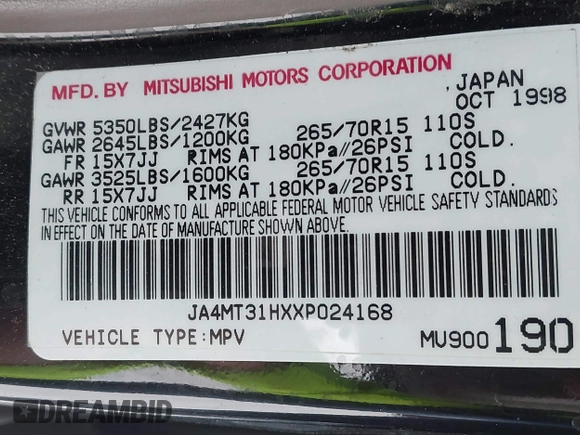 MFD. BY MITSUBISHI MOTORS CORPORATION
JAPAN
OCT 1998
GVWR 5350LBS/2427KG
GAWR 2645LBS/1200KG 265/70R15 110S
FR 15X7JJ RIMS AT 180KPa//26PSI COLD.
GAWR 3525LBS/1600KG 265/70R15 110S
RR 15X7JJ RIMS AT 180KPa//26PSI COLD.
THIS VEHICLE CONFORMS TO ALL APPLICABLE FEDERAL MOTOR VEHICLE SAFETY STANDARDS
IN EFFECT ON THE DATE OF MANUFACTURE SHOWN ABOVE.
JA4MT31HXXP024168
VEHICLE TYPE:MPV MU900190
DREAMBID